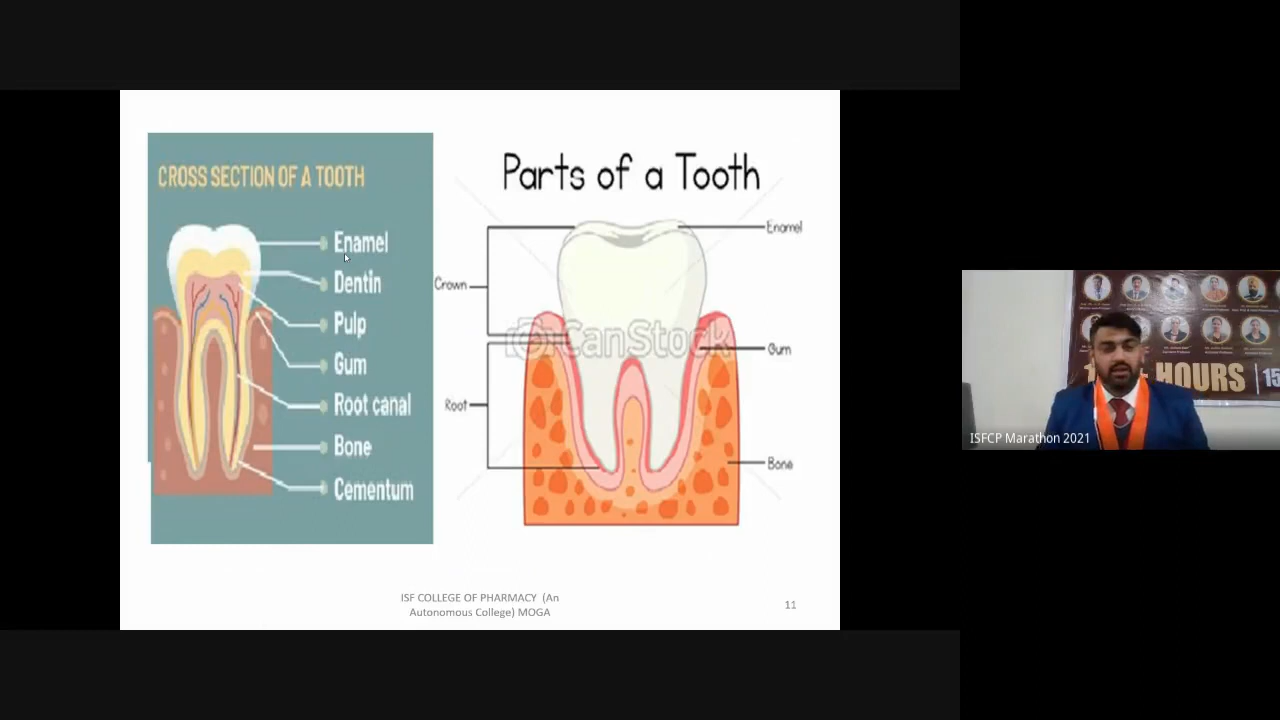 CROSS SECTION OF A TOOTH
Enamel
Dentin
Pulp
Gum
Root canal
Bone
Cementum
Parts of a Tooth
Enamel
Crown
CanStock
Gum
Root
Bone
ISF COLLEGE OF PHARMACY (An
Autonomous College) MOGA
11
HOURS
15
ISFCP Marathon 2021